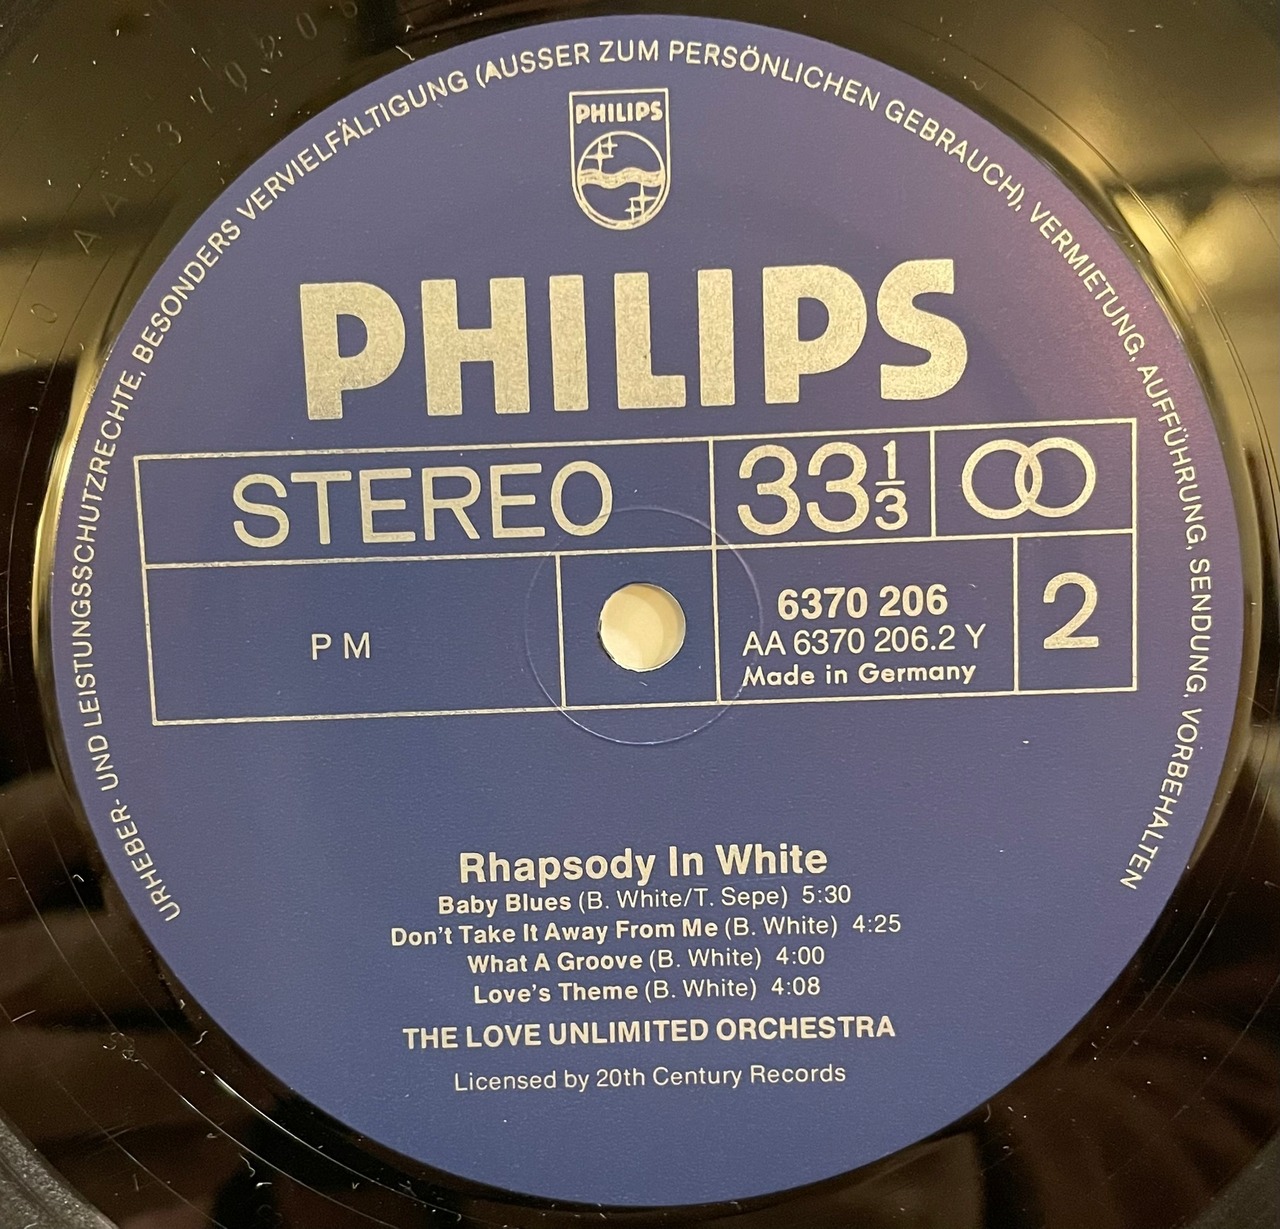 URHEBER- UND LEISTUNGSSCHUTZRECHTE, BESONDERS VERVIELFÄLTIGUNG (AUSSER ZUM PERSÖNLICHEN GEBRAUCH), VERMIETUNG, AUFFÜHRUNG, SENDUNG, VORBEHALTEN
PHILIPS
PHILIPS
STEREO 33 1/3
PM
6370 206
AA 6370 206.2 Y
Made in Germany
2
Rhapsody In White
Baby Blues (B. White/T. Sepe) 5:30
Don't Take It Away From Me (B. White) 4:25
What A Groove (B. White) 4:00
Love's Theme (B. White) 4:08
THE LOVE UNLIMITED ORCHESTRA
Licensed by 20th Century Records